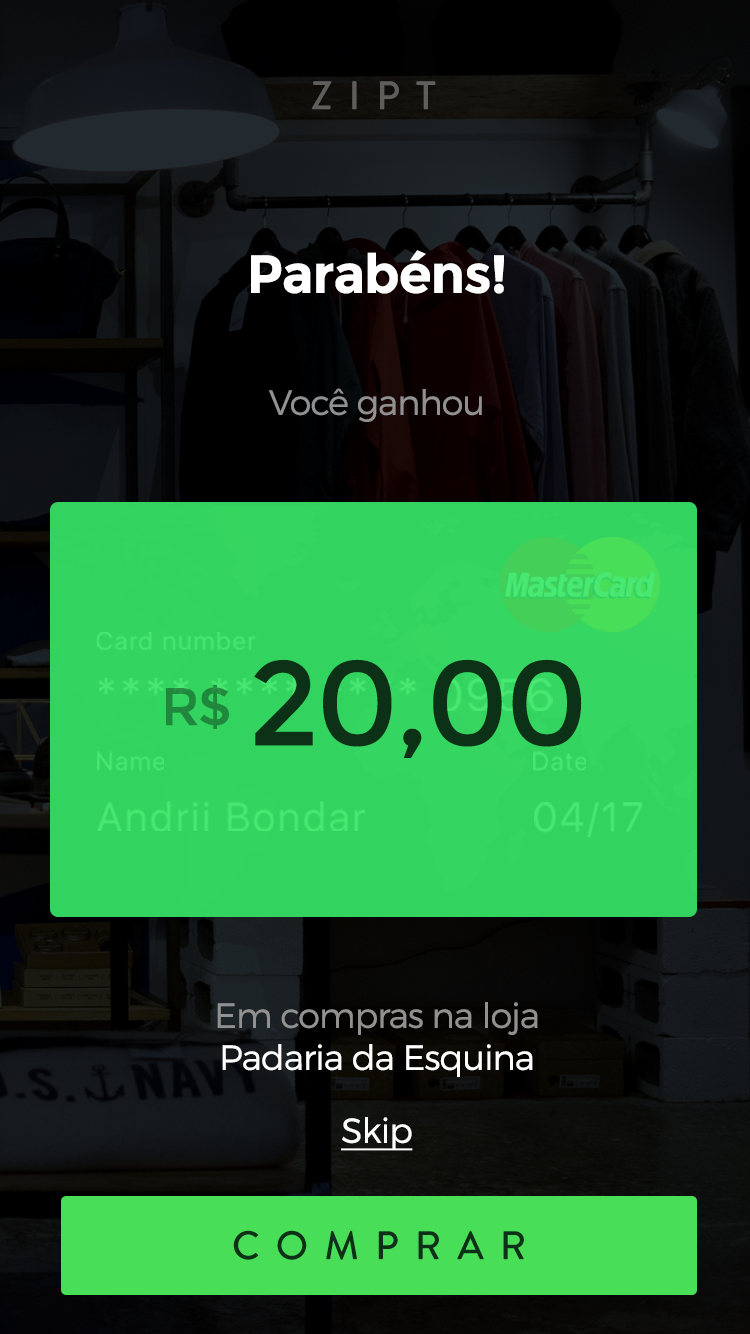 ZIPT
Parabéns!
Você ganhou
MasterCard
Card number
R$ 20,00
Name Date
Andrii Bondar 04/17
U.S. NAVY
Em compras na loja
Padaria da Esquina
Skip
COMPRAR